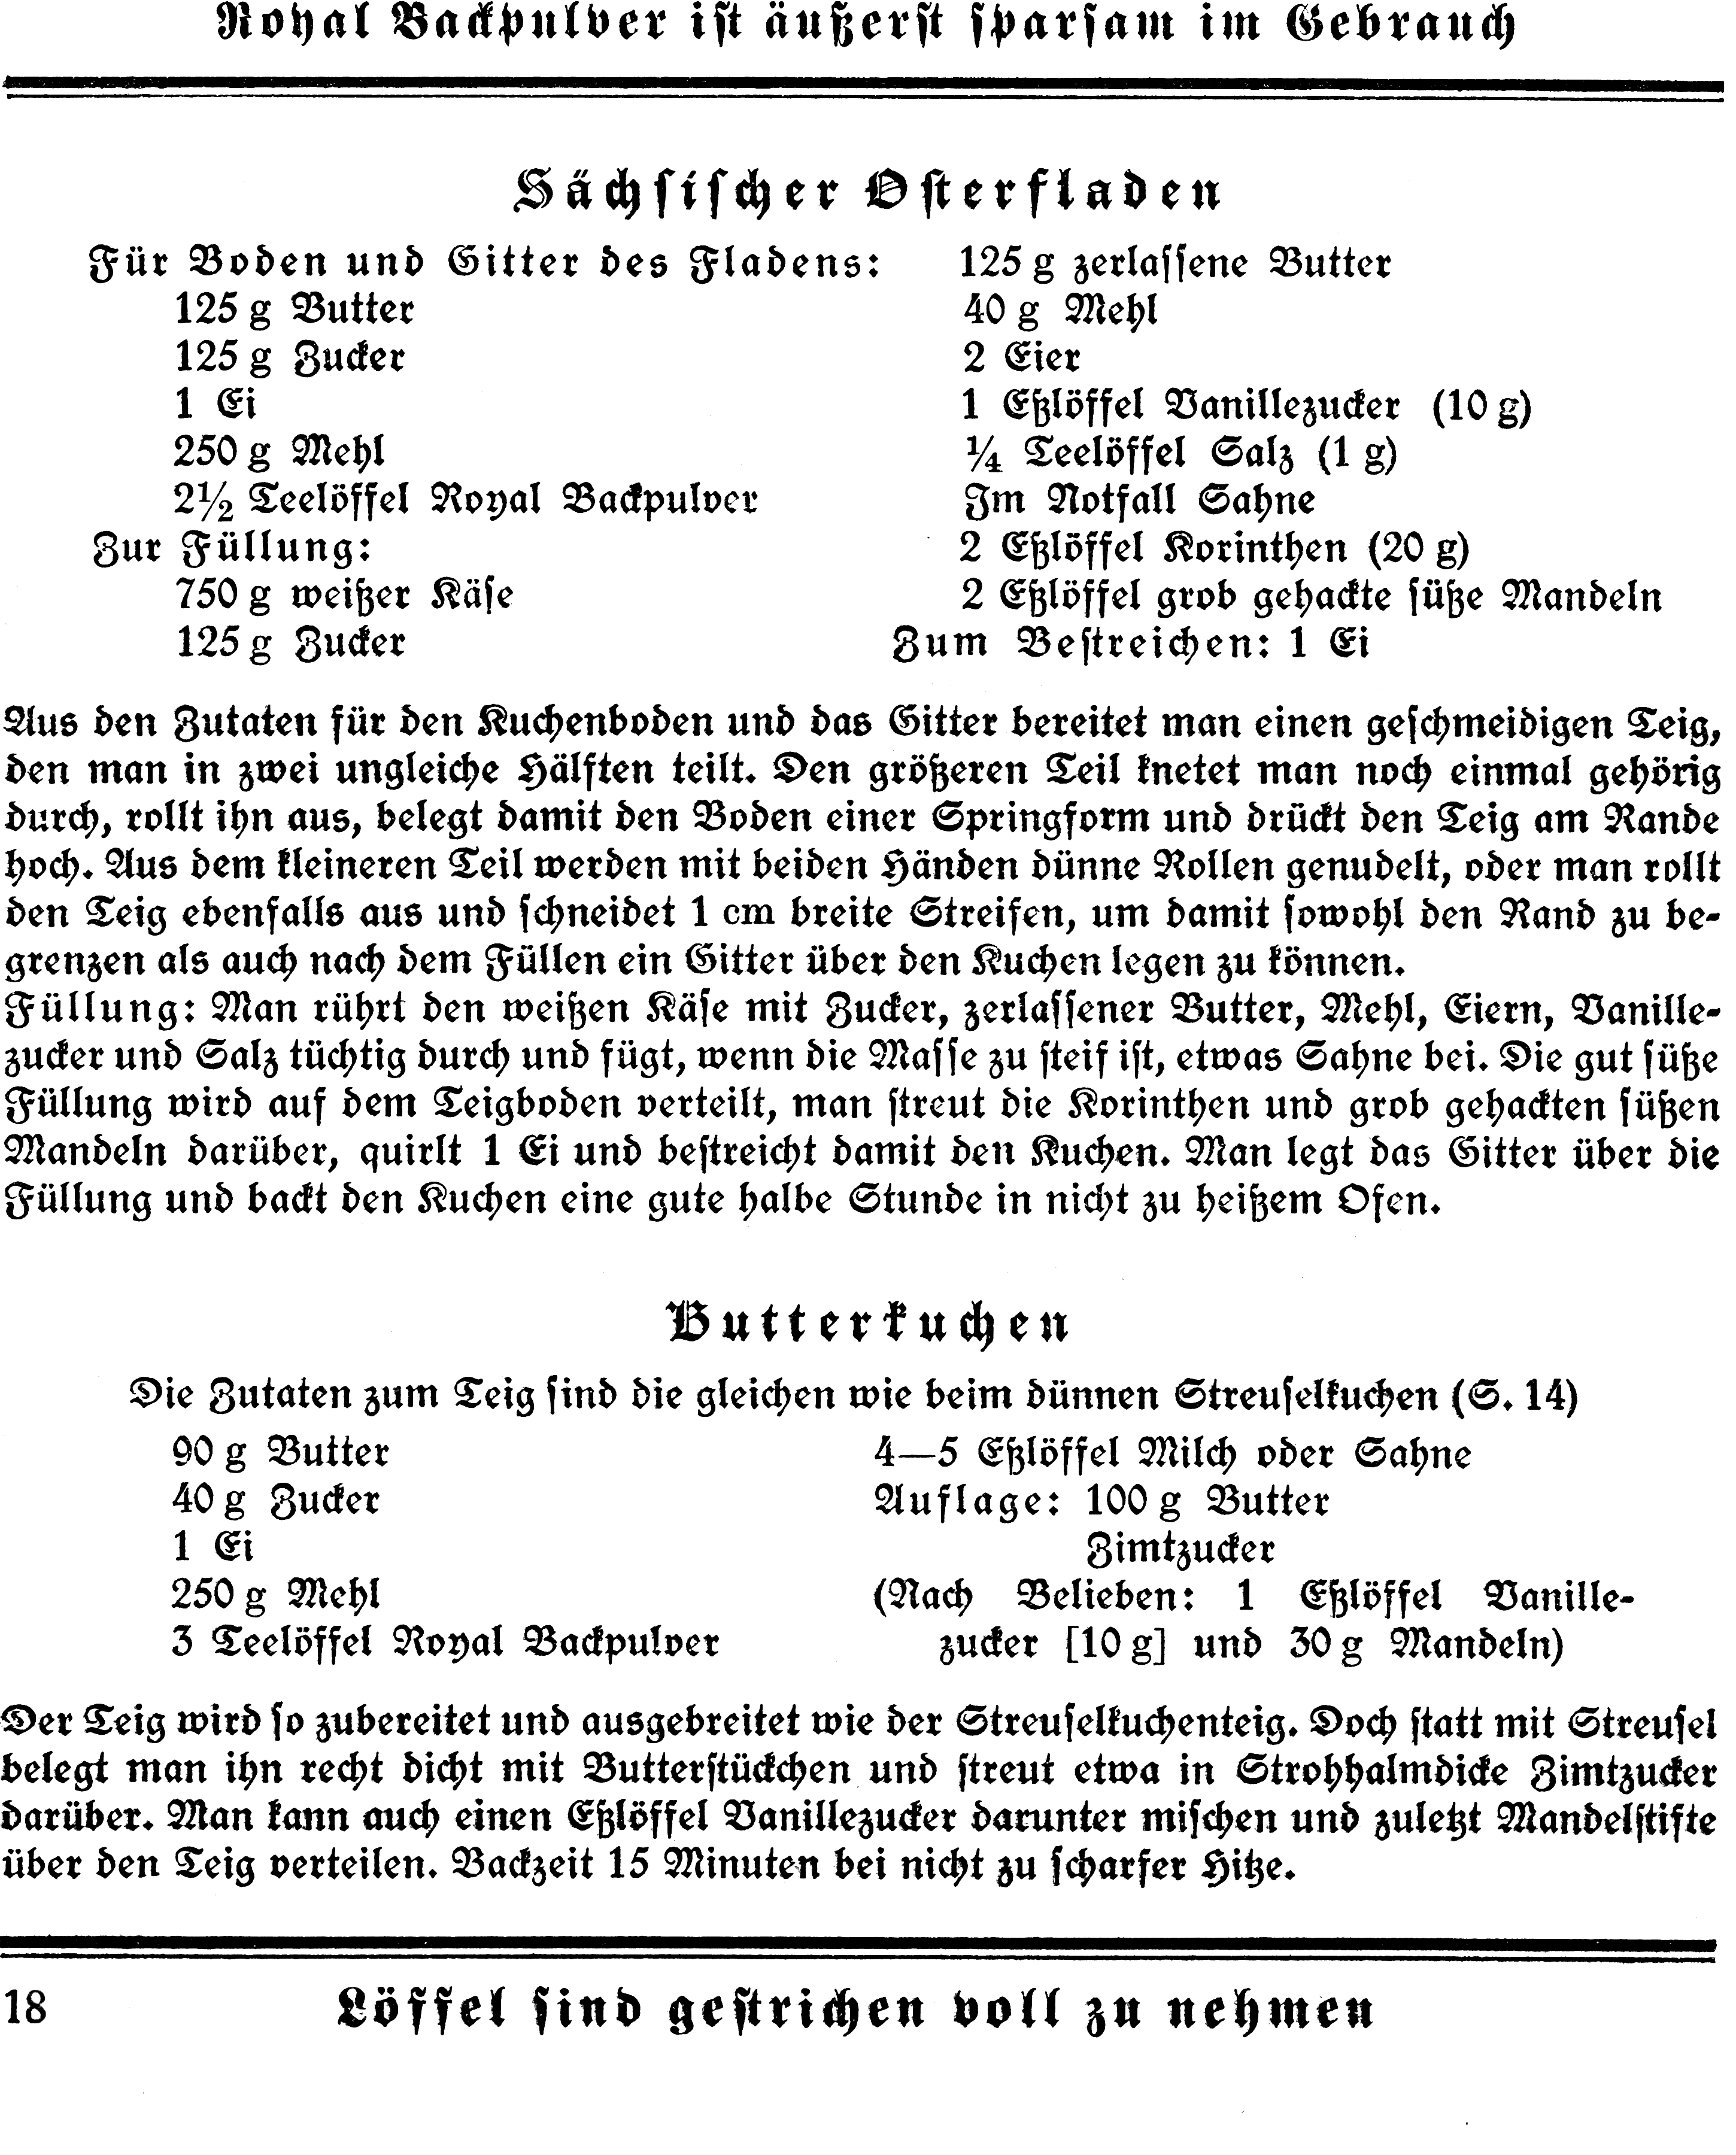 Royal Backpulver ist äußerst sparsam im Gebrauch
Sächsischer Osterfladen
Für Boden und Gitter des Fladens:
125 g Butter
125 g Zucker
1 Ei
250 g Mehl
2½ Teelöffel Royal Backpulver
Zur Füllung:
750 g weißer Käse
125 g Zucker
125 g zerlassene Butter
40 g Mehl
2 Eier
1 Eßlöffel Vanillezucker (10 g)
¼ Teelöffel Salz (1 g)
Im Notfall Sahne
2 Eßlöffel Korinthen (20 g)
2 Eßlöffel grob gehackte süße Mandeln
Zum Bestreichen: 1 Ei
Aus den Zutaten für den Kuchenboden und das Gitter bereitet man einen geschmeidigen Teig,
den man in zwei ungleiche Hälften teilt. Den größeren Teil knetet man noch einmal gehörig
durch, rollt ihn aus, belegt damit den Boden einer Springform und drückt den Teig am Rande
hoch. Aus dem kleineren Teil werden mit beiden Händen dünne Rollen genudelt, oder man rollt
den Teig ebenfalls aus und schneidet 1 cm breite Streifen, um damit sowohl den Rand zu be-
grenzen als auch nach dem Füllen ein Gitter über den Kuchen legen zu können.
Füllung: Man rührt den weißen Käse mit Zucker, zerlassener Butter, Mehl, Eiern, Vanille-
zucker und Salz tüchtig durch und fügt, wenn die Masse zu steif ist, etwas Sahne bei. Die gut süße
Füllung wird auf dem Teigboden verteilt, man streut die Korinthen und grob gehackten süßen
Mandeln darüber, quirlt 1 Ei und bestreicht damit den Kuchen. Man legt das Gitter über die
Füllung und backt den Kuchen eine gute halbe Stunde in nicht zu heißem Ofen.
Butterkuchen
Die Zutaten zum Teig sind die gleichen wie beim dünnen Streuselkuchen (S. 14)
90 g Butter
40 g Zucker
1 Ei
250 g Mehl
3 Teelöffel Royal Backpulver
4—5 Eßlöffel Milch oder Sahne
Auflage: 100 g Butter
Zimtzucker
(Nach Belieben: 1 Eßlöffel Vanille-
zucker [10 g] und 30 g Mandeln)
Der Teig wird so zubereitet und ausgebreitet wie der Streuselkuchenteig. Doch statt mit Streusel
belegt man ihn recht dicht mit Butterstückchen und streut etwa in Strohhalmdicke Zimtzucker
darüber. Man kann auch einen Eßlöffel Vanillezucker darunter mischen und zuletzt Mandelstifte
über den Teig verteilen. Backzeit 15 Minuten bei nicht zu scharfer Hitze.
18
Löffel sind gestrichen voll zu nehmen